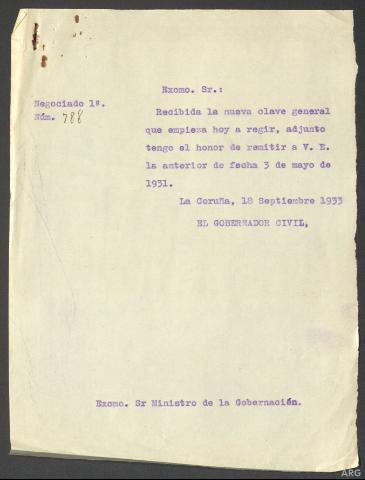 Exomo. Sr.:
Negociado 1º.
Núm. 788
Recibida la nueva clave general
que empieza hoy a regir, adjunto
tengo el honor de remitir a V. E.
la anterior de fecha 3 de mayo de
1931.
La Coruña, 18 Septiembre 1933
EL GOBERNADOR CIVIL,
Exomo. Sr Ministro de la Gobernación.
ARG